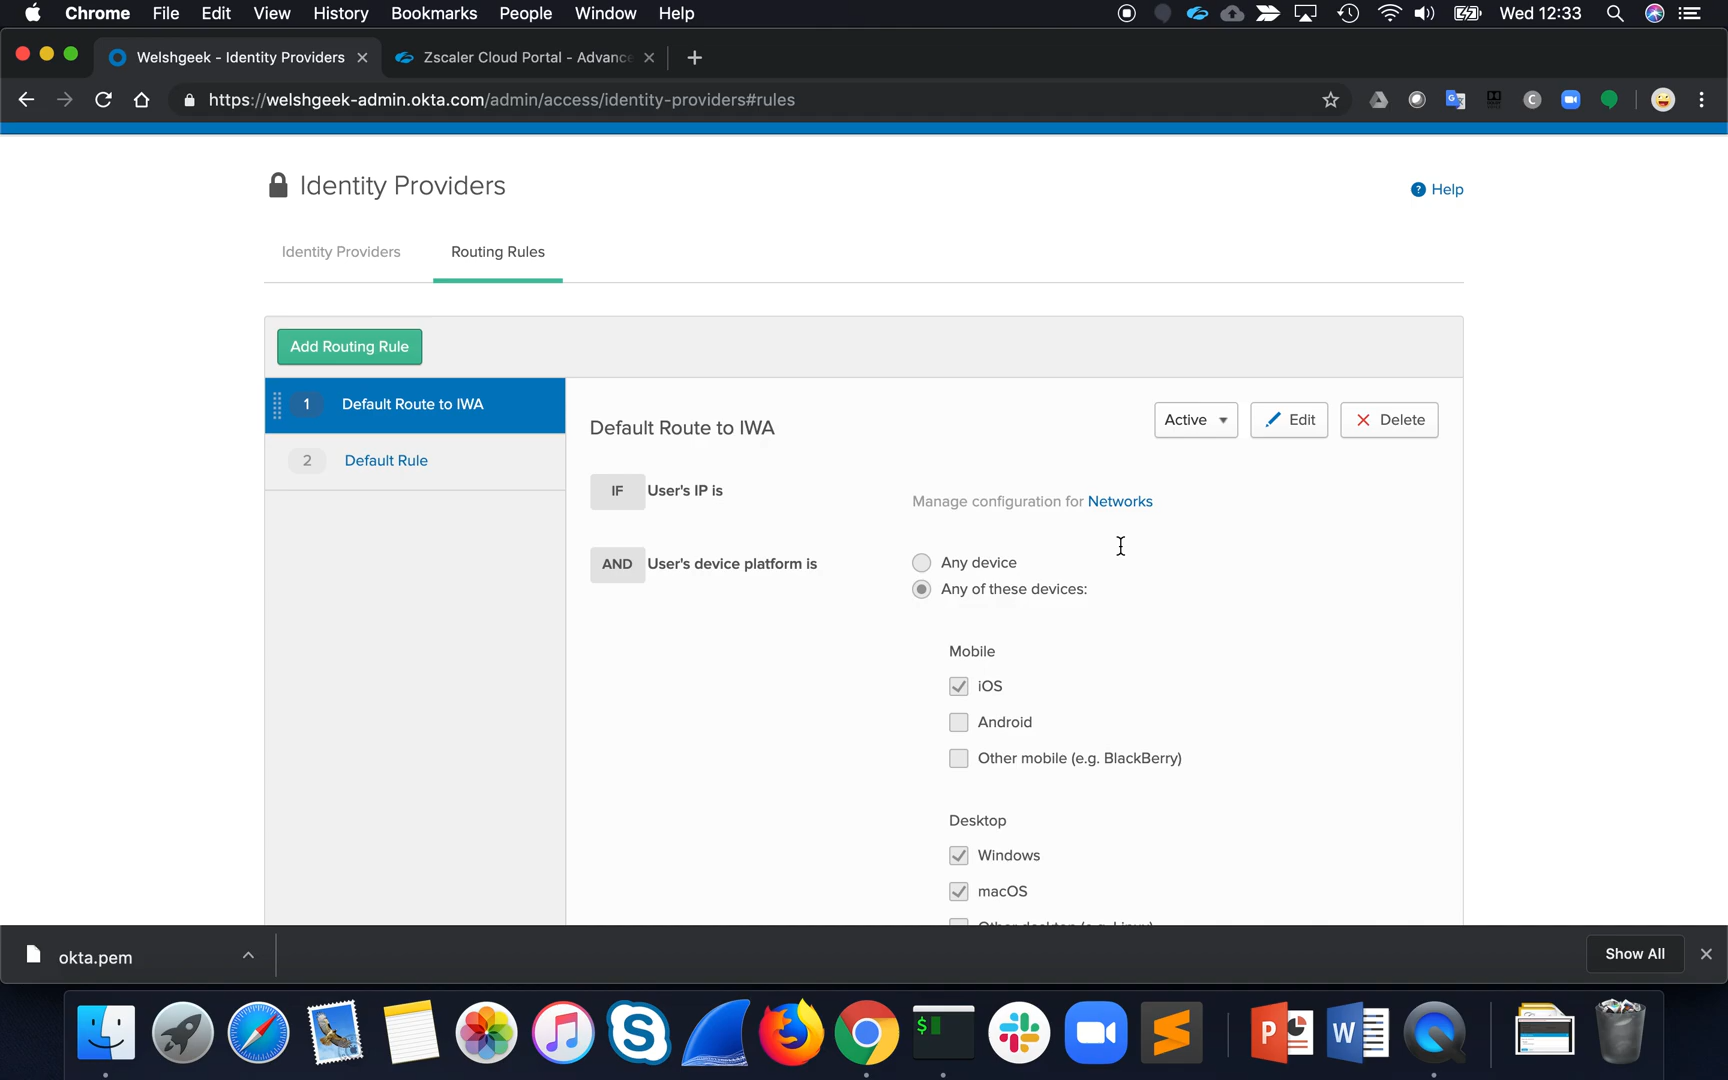 Chrome File Edit View History Bookmarks People Window Help Wed 12:33
Welshgeek - Identity Providers Zscaler Cloud Portal - Advance
https://welshgeek-admin.okta.com/admin/access/identity-providers#rules
Identity Providers
? Help
Identity Providers Routing Rules
Add Routing Rule
1 Default Route to IWA
2 Default Rule
Default Route to IWA
Active Edit Delete
IF User's IP is
Manage configuration for Networks
AND User's device platform is
Any device
Any of these devices:
Mobile
iOS
Android
Other mobile (e.g. BlackBerry)
Desktop
Windows
macOS
Other desktop (e.g. Linux)
okta.pem
Show All